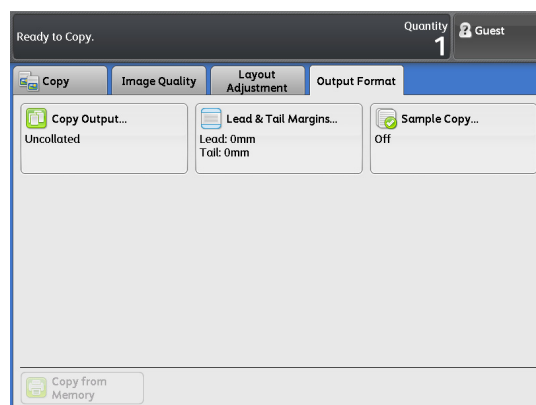 Ready to Copy.
Quantity
1
Guest
Copy
Image Quality
Layout
Adjustment
Output Format
Copy Output...
Uncollated
Lead & Tail Margins...
Lead: 0mm
Tail: 0mm
Sample Copy...
Off
Copy from
Memory